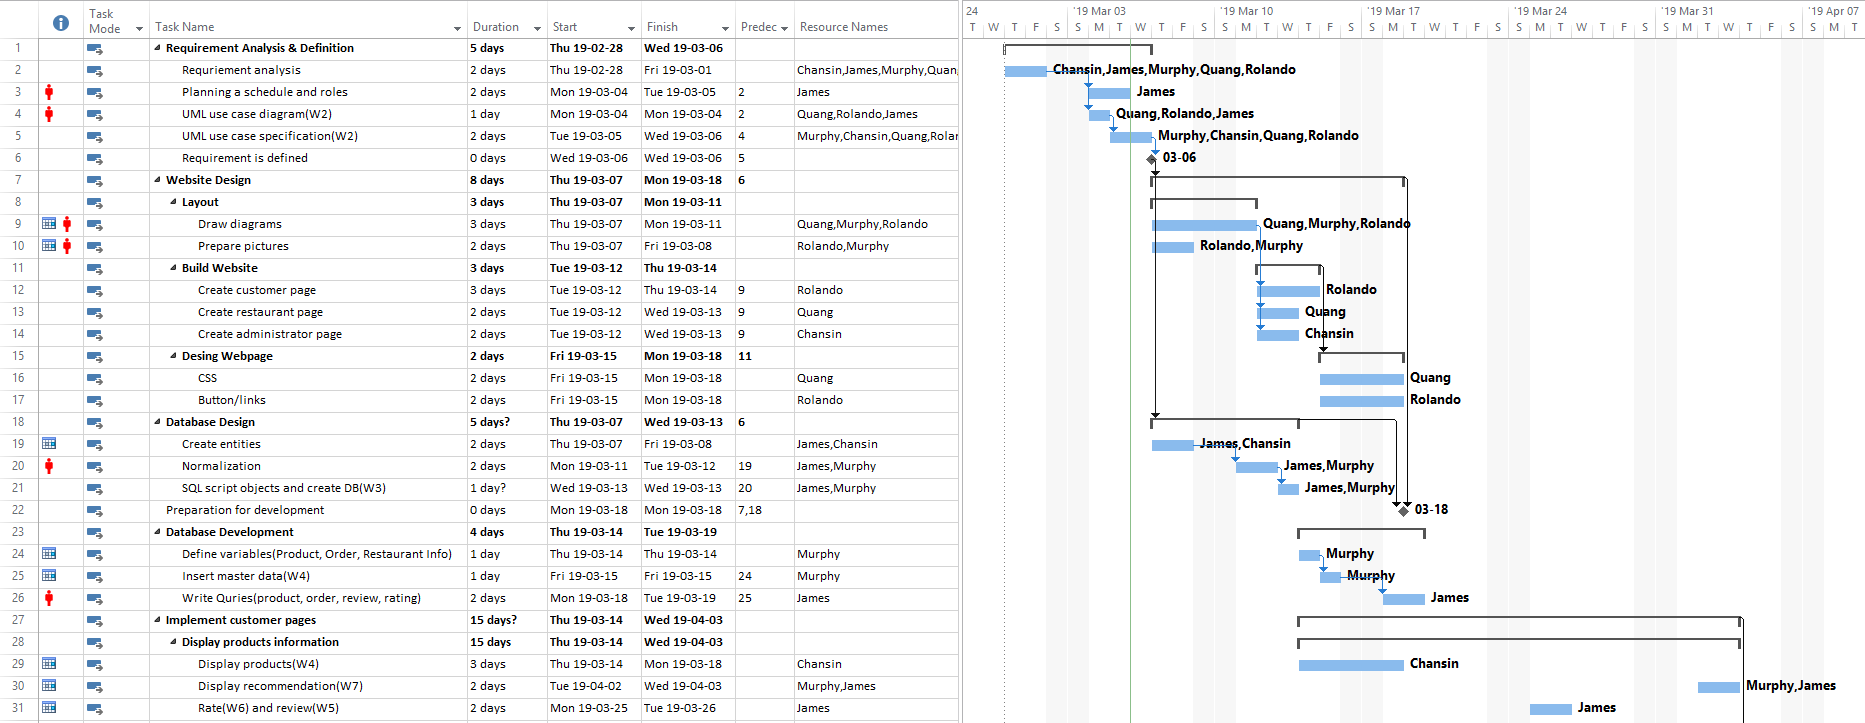 Task Mode Task Name Duration Start Finish Predec Resource Names
24 '19 Mar 03 '19 Mar 10 '19 Mar 17 '19 Mar 24 '19 Mar 31 '19 Apr 07
T W T F S S M T W T F S S M T W T F S S M T W T F S S M T W T F S S M T W T F S S M T
1 Requirement Analysis & Definition 5 days Thu 19-02-28 Wed 19-03-06
2 Requriement analysis 2 days Thu 19-02-28 Fri 19-03-01 Chansin,James,Murphy,Quang, Chansin,James,Murphy,Quang,Rolando
3 Planning a schedule and roles 2 days Mon 19-03-04 Tue 19-03-05 2 James James
4 UML use case diagram(W2) 1 day Mon 19-03-04 Mon 19-03-04 2 Quang,Rolando,James Quang,Rolando,James
5 UML use case specification(W2) 2 days Tue 19-03-05 Wed 19-03-06 4 Murphy,Chansin,Quang,Rolar Murphy,Chansin,Quang,Rolando
6 Requirement is defined 0 days Wed 19-03-06 Wed 19-03-06 5 03-06
7 Website Design 8 days Thu 19-03-07 Mon 19-03-18 6
8 Layout 3 days Thu 19-03-07 Mon 19-03-11
9 Draw diagrams 3 days Thu 19-03-07 Mon 19-03-11 Quang,Murphy,Rolando Quang,Murphy,Rolando
10 Prepare pictures 2 days Thu 19-03-07 Fri 19-03-08 Rolando,Murphy Rolando,Murphy
11 Build Website 3 days Tue 19-03-12 Thu 19-03-14
12 Create customer page 3 days Tue 19-03-12 Thu 19-03-14 9 Rolando Rolando
13 Create restaurant page 2 days Tue 19-03-12 Wed 19-03-13 9 Quang Quang
14 Create administrator page 2 days Tue 19-03-12 Wed 19-03-13 9 Chansin Chansin
15 Desing Webpage 2 days Fri 19-03-15 Mon 19-03-18 11
16 CSS 2 days Fri 19-03-15 Mon 19-03-18 Quang Quang
17 Button/links 2 days Fri 19-03-15 Mon 19-03-18 Rolando Rolando
18 Database Design 5 days? Thu 19-03-07 Wed 19-03-13 6
19 Create entities 2 days Thu 19-03-07 Fri 19-03-08 James,Chansin James,Chansin
20 Normalization 2 days Mon 19-03-11 Tue 19-03-12 19 James,Murphy James,Murphy
21 SQL script objects and create DB(W3) 1 day? Wed 19-03-13 Wed 19-03-13 20 James,Murphy James,Murphy
22 Preparation for development 0 days Mon 19-03-18 Mon 19-03-18 7,18 03-18
23 Database Development 4 days Thu 19-03-14 Tue 19-03-19
24 Define variables(Product, Order, Restaurant Info) 1 day Thu 19-03-14 Thu 19-03-14 Murphy Murphy
25 Insert master data(W4) 1 day Fri 19-03-15 Fri 19-03-15 24 Murphy Murphy
26 Write Quries(product, order, review, rating) 2 days Mon 19-03-18 Tue 19-03-19 25 James James
27 Implement customer pages 15 days? Thu 19-03-14 Wed 19-04-03
28 Display products information 15 days Thu 19-03-14 Wed 19-04-03
29 Display products(W4) 3 days Thu 19-03-14 Mon 19-03-18 Chansin Chansin
30 Display recommendation(W7) 2 days Tue 19-04-02 Wed 19-04-03 Murphy,James Murphy,James
31 Rate(W6) and review(W5) 2 days Mon 19-03-25 Tue 19-03-26 James James